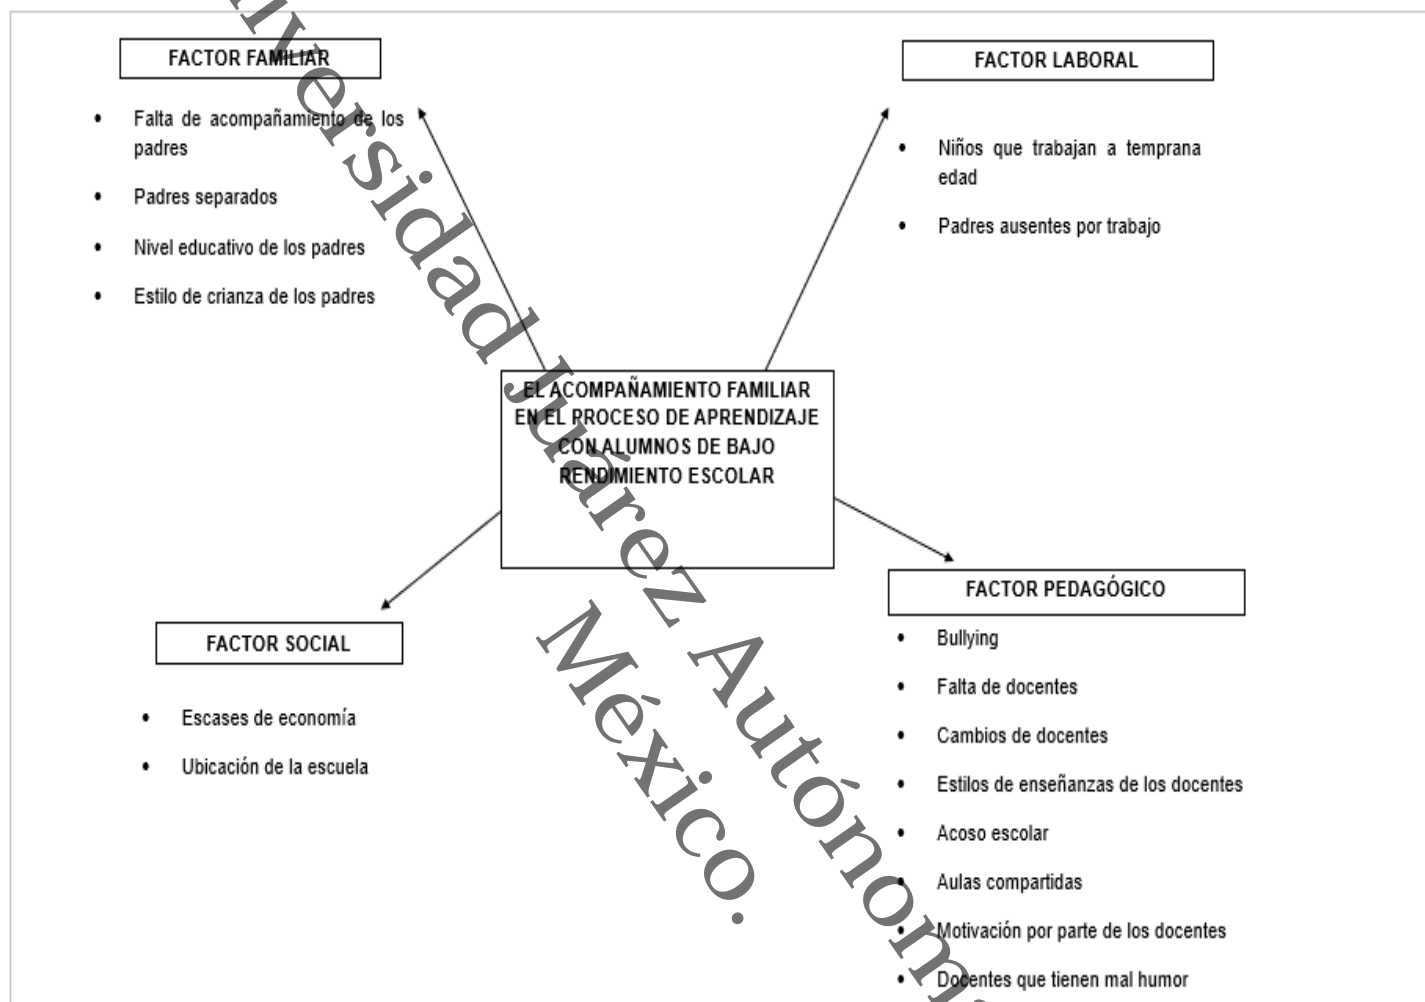 FACTOR FAMILIAR
• Falta de acompañamiento de los
padres
• Padres separados
• Nivel educativo de los padres
• Estilo de crianza de los padres
FACTOR LABORAL
• Niños que trabajan a temprana
edad
• Padres ausentes por trabajo
EL ACOMPAÑAMIENTO FAMILIAR
EN EL PROCESO DE APRENDIZAJE
CON ALUMNOS DE BAJO
RENDIMIENTO ESCOLAR
FACTOR SOCIAL
• Escases de economía
• Ubicación de la escuela
FACTOR PEDAGÓGICO
• Bullying
• Falta de docentes
• Cambios de docentes
• Estilos de enseñanzas de los docentes
• Acoso escolar
• Aulas compartidas
• Motivación por parte de los docentes
• Docentes que tienen mal humor
Juárez
México.